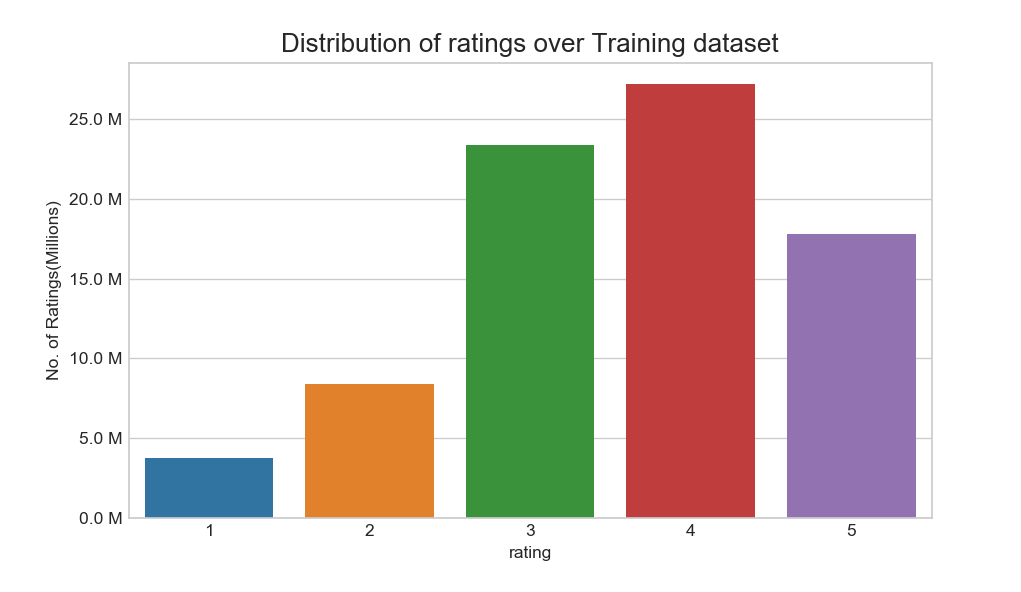 Distribution of ratings over Training dataset
25.0 M
20.0 M
15.0 M
10.0 M
5.0 M
0.0 M
No. of Ratings(Millions)
1 2 3 4 5
rating